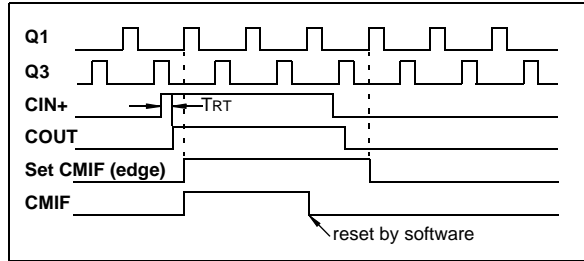 Q1
Q3
CIN+
TRT
COUT
Set CMIF (edge)
CMIF
reset by software